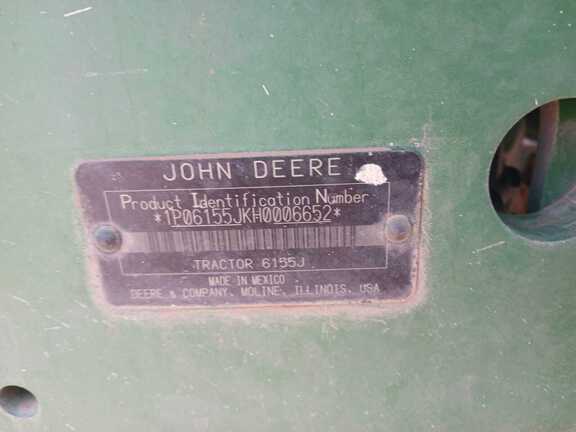 JOHN DEERE
Product Identification Number
*1P06155JKH0006652*
TRACTOR 6155J
MADE IN MEXICO
DEERE & COMPANY, MOLINE, ILLINOIS, USA